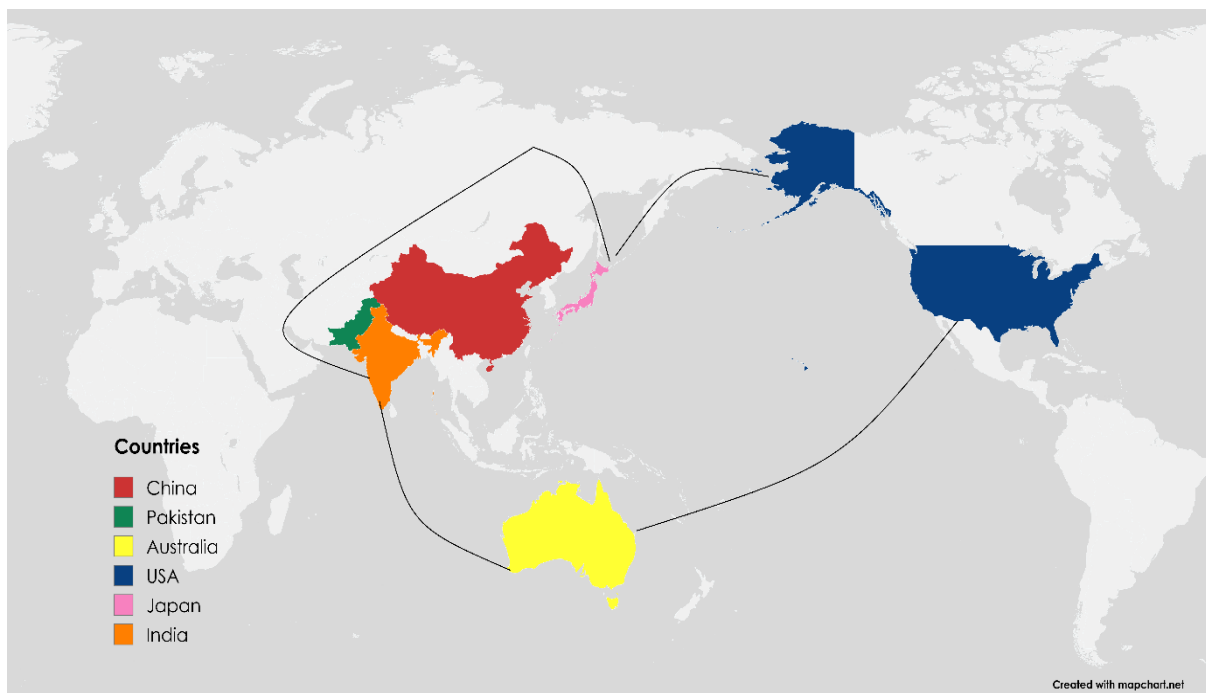 Countries
China
Pakistan
Australia
USA
Japan
India
Created with mapchart.net